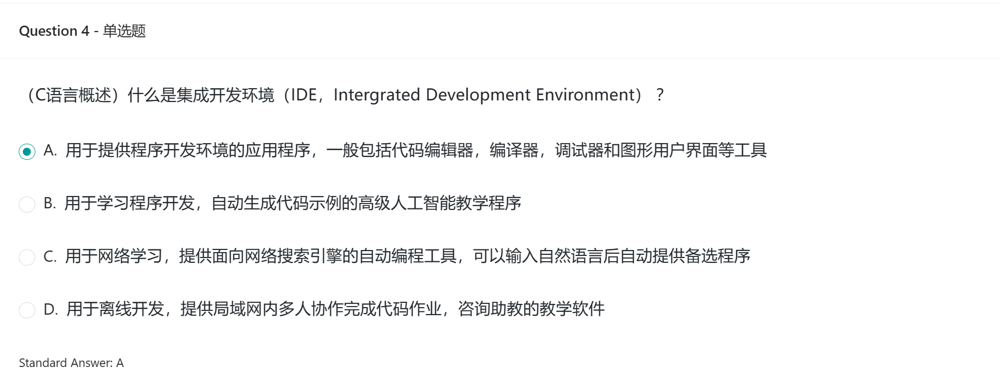 Question 4 - 单选题
（C语言概述）什么是集成开发环境（IDE，Intergrated Development Environment）？
A. 用于提供程序开发环境的应用程序，一般包括代码编辑器，编译器，调试器和图形用户界面等工具
B. 用于学习程序开发，自动生成代码示例的高级人工智能教学程序
C. 用于网络学习，提供面向网络搜索引擎的自动编程工具，可以输入自然语言后自动提供备选程序
D. 用于离线开发，提供局域网内多人协作完成代码作业，咨询助教的教学软件
Standard Answer: A